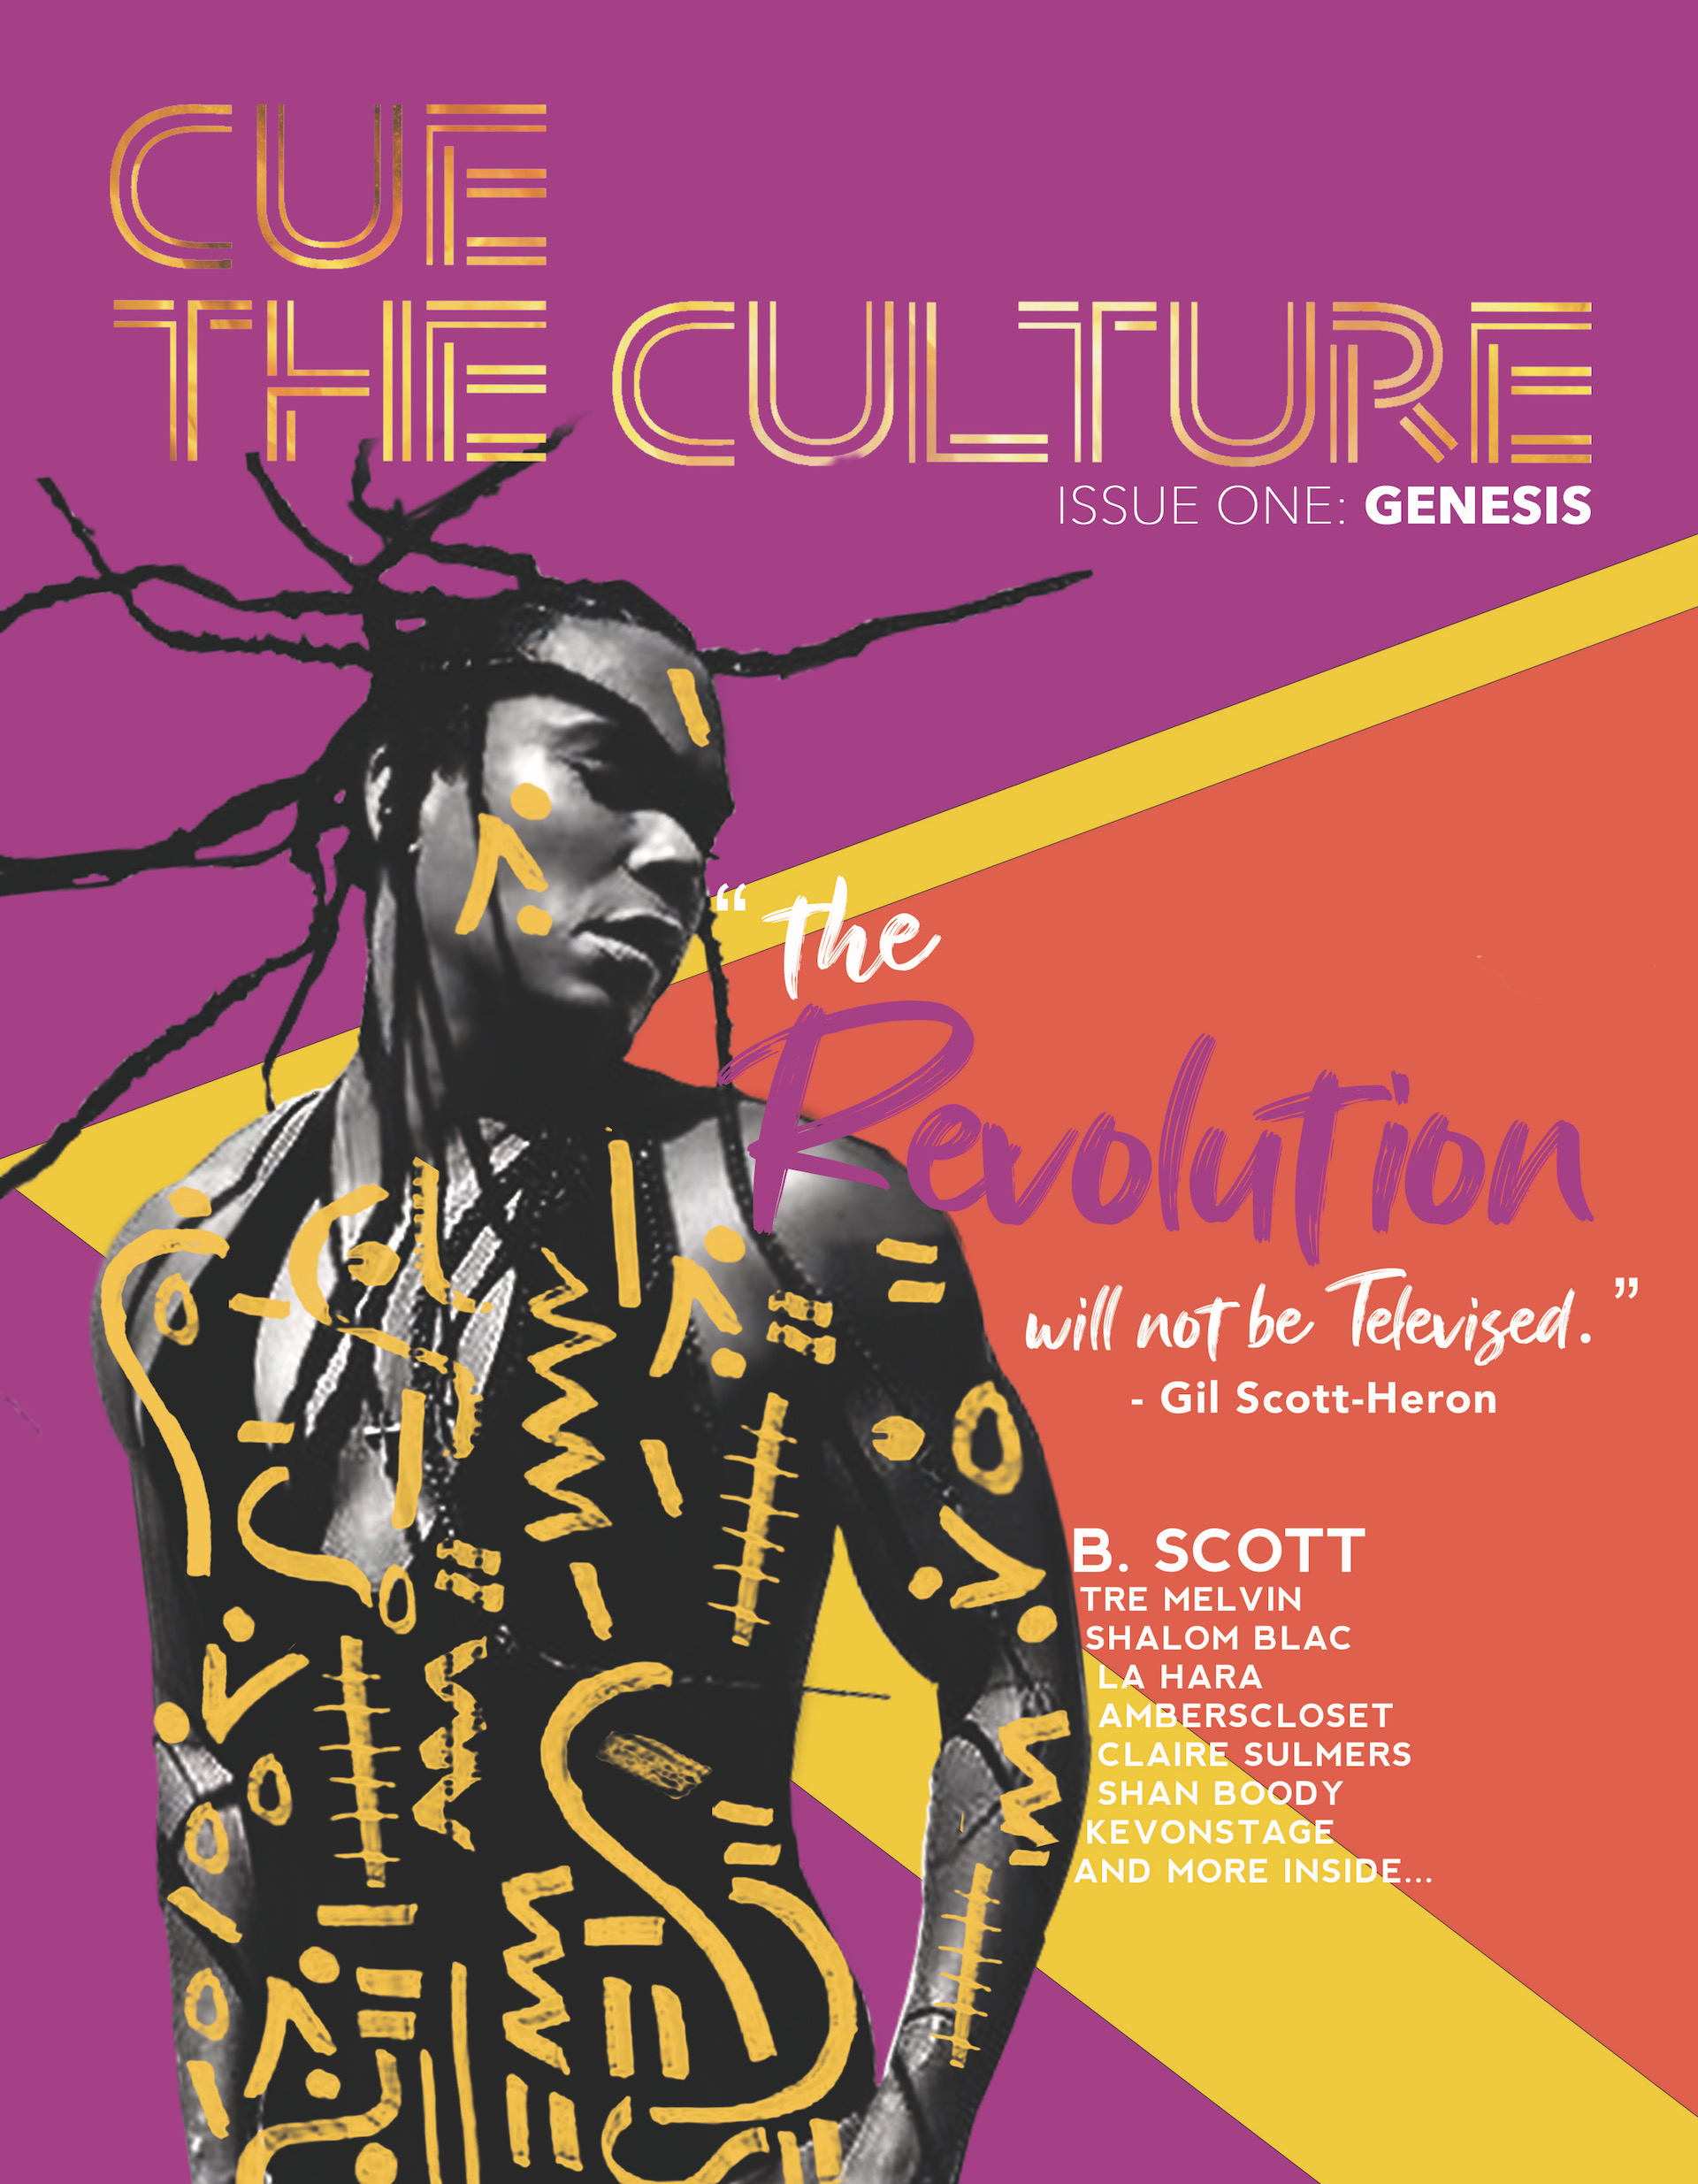 CUE
THE CULTURE
ISSUE ONE: GENESIS
“the
Revolution
will not be Televised.”
- Gil Scott-Heron
B. SCOTT
TRE MELVIN
SHALOM BLAC
LA HARA
AMBERSCLOSET
CLAIRE SULMERS
SHAN BOODY
KEVONSTAGE
AND MORE INSIDE...